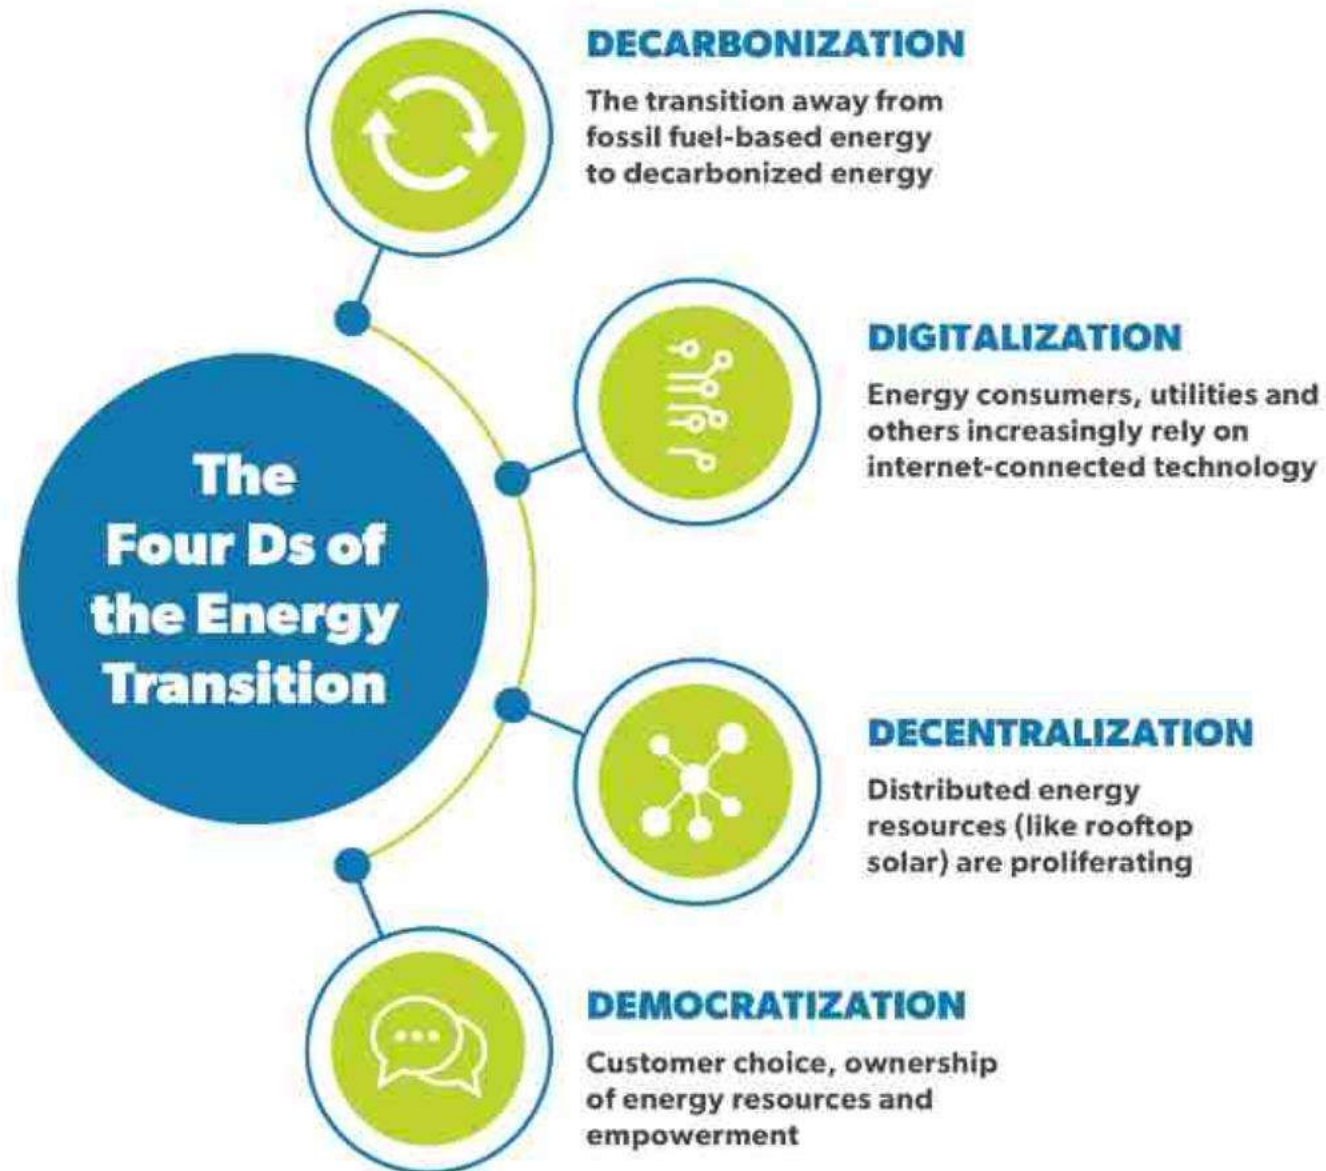 The
Four Ds of
the Energy
Transition
DECARBONIZATION
The transition away from
fossil fuel-based energy
to decarbonized energy
DIGITALIZATION
Energy consumers, utilities and
others increasingly rely on
internet-connected technology
DECENTRALIZATION
Distributed energy
resources (like rooftop
solar) are proliferating
DEMOCRATIZATION
Customer choice, ownership
of energy resources and
empowerment